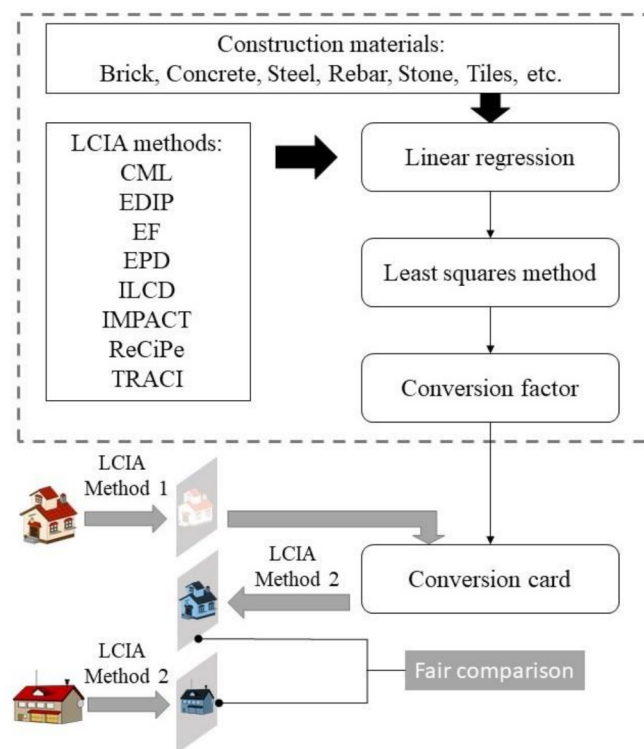 Construction materials:
Brick, Concrete, Steel, Rebar, Stone, Tiles, etc.
LCIA methods:
CML
EDIP
EF
EPD
ILCD
IMPACT
ReCiPe
TRACI
Linear regression
Least squares method
Conversion factor
LCIA
Method 1
LCIA
Method 2
Conversion card
LCIA
Method 2
Fair comparison